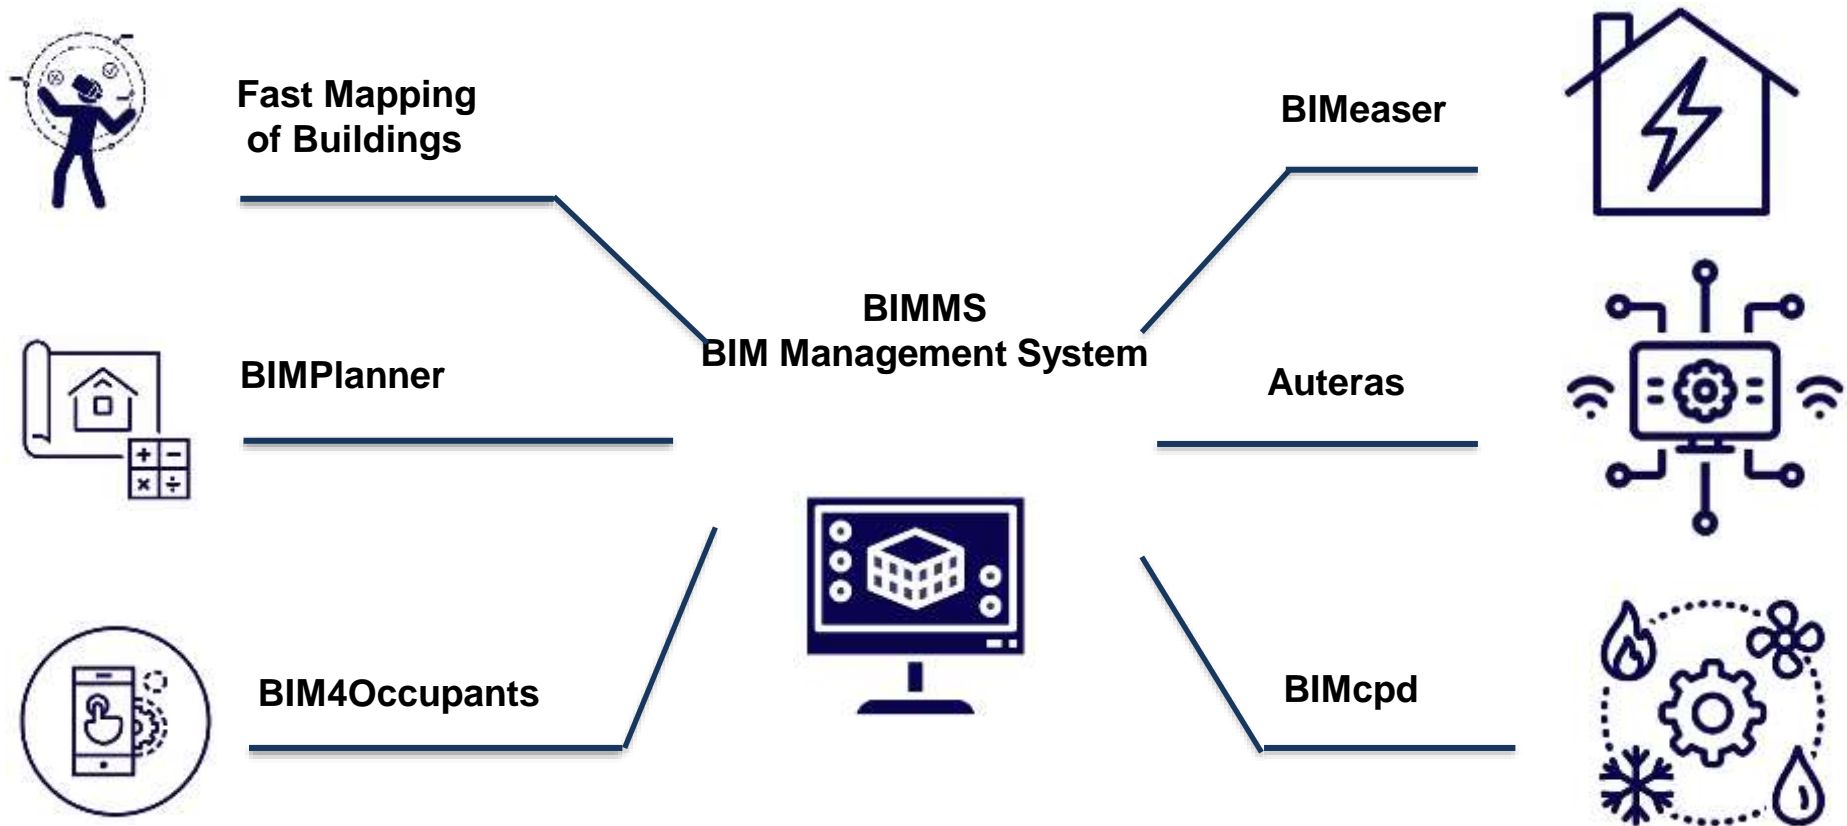 Fast Mapping
of Buildings
BIMPlanner
BIM4Occupants
BIMMS
BIM Management System
BIMeaser
Auteras
BIMcpd